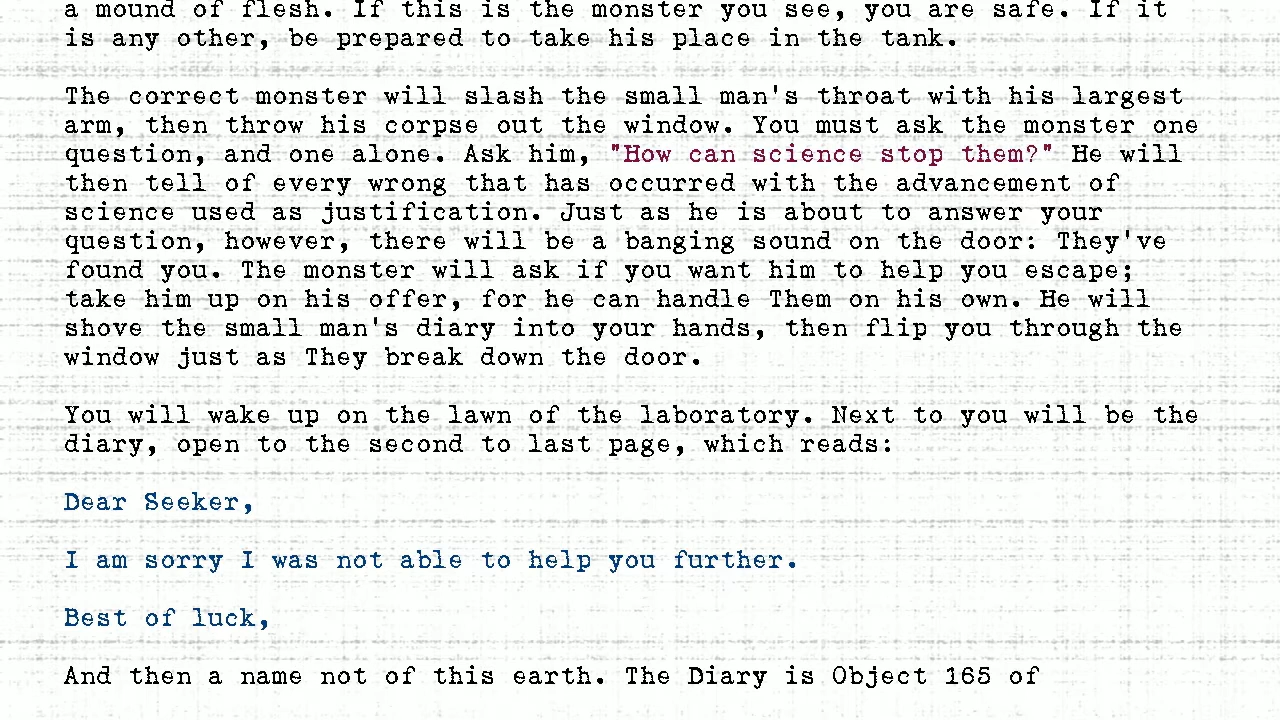 a mound of flesh. If this is the monster you see, you are safe. If it
is any other, be prepared to take his place in the tank.
The correct monster will slash the small man's throat with his largest
arm, then throw his corpse out the window. You must ask the monster one
question, and one alone. Ask him, "How can science stop them?" He will
then tell of every wrong that has occurred with the advancement of
science used as justification. Just as he is about to answer your
question, however, there will be a banging sound on the door: They've
found you. The monster will ask if you want him to help you escape;
take him up on his offer, for he can handle Them on his own. He will
shove the small man's diary into your hands, then flip you through the
window just as They break down the door.
You will wake up on the lawn of the laboratory. Next to you will be the
diary, open to the second to last page, which reads:
Dear Seeker,
I am sorry I was not able to help you further.
Best of luck,
And then a name not of this earth. The Diary is Object 165 of